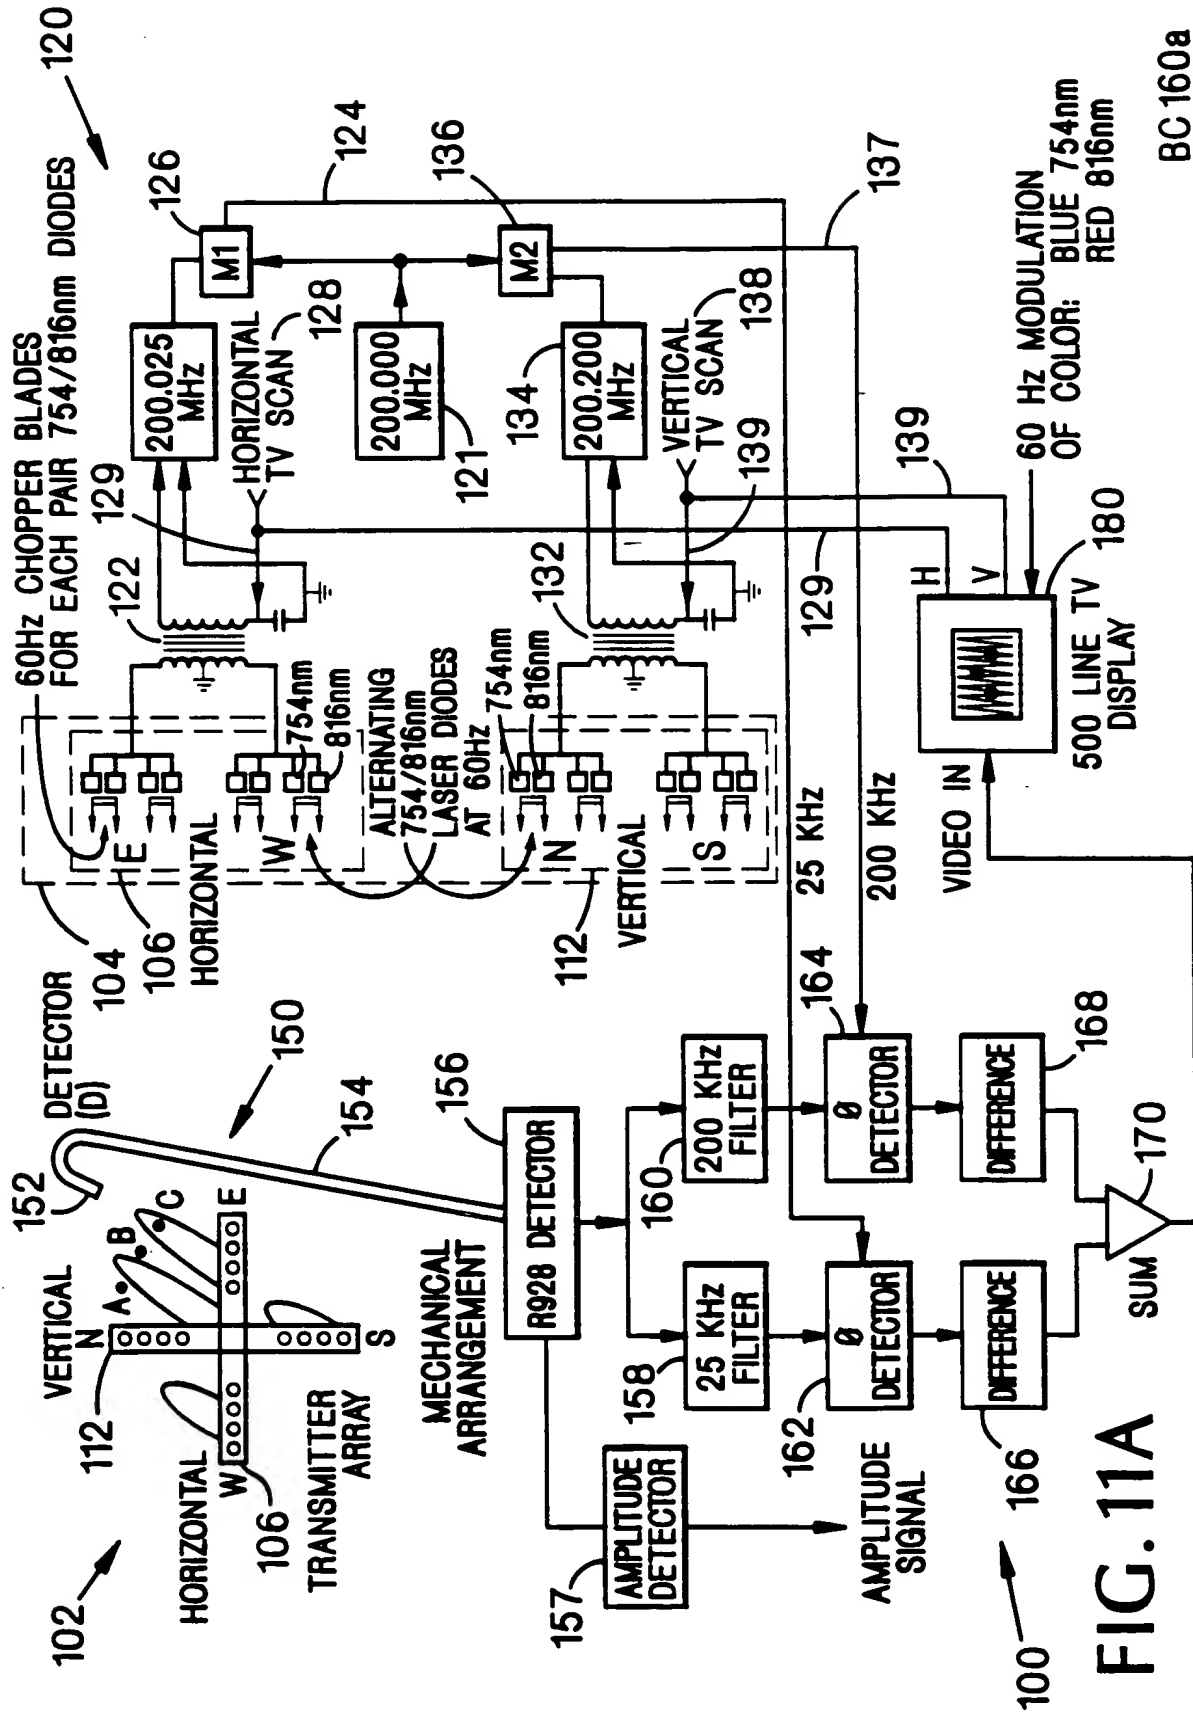 102
VERTICAL
N
112
A
B
C
E
HORIZONTAL
W
106
S
TRANSMITTER
ARRAY
152
DETECTOR
(D)
150
154
MECHANICAL
ARRANGEMENT
R928 DETECTOR
156
157
AMPLITUDE
DETECTOR
AMPLITUDE
SIGNAL
158
25 KHz
FILTER
160
200 KHz
FILTER
162
Ø
DETECTOR
164
Ø
DETECTOR
166
DIFFERENCE
DIFFERENCE
168
SUM
170
100
FIG. 11A
60Hz CHOPPER BLADES
FOR EACH PAIR 754/816nm DIODES
120
104
106
HORIZONTAL
E
W
754nm
816nm
ALTERNATING
754/816nm
LASER DIODES
AT 60Hz
122
129
200.025
MHz
HORIZONTAL
TV SCAN
128
M1
126
124
200.000
MHz
121
112
VERTICAL
N
S
754nm
816nm
132
134
200.200
MHz
VERTICAL
TV SCAN
138
139
M2
136
137
25 KHz
200 KHz
129
139
VIDEO IN
H
V
180
500 LINE TV
DISPLAY
60 Hz MODULATION
OF COLOR: BLUE 754nm
RED 816nm
BC 160a